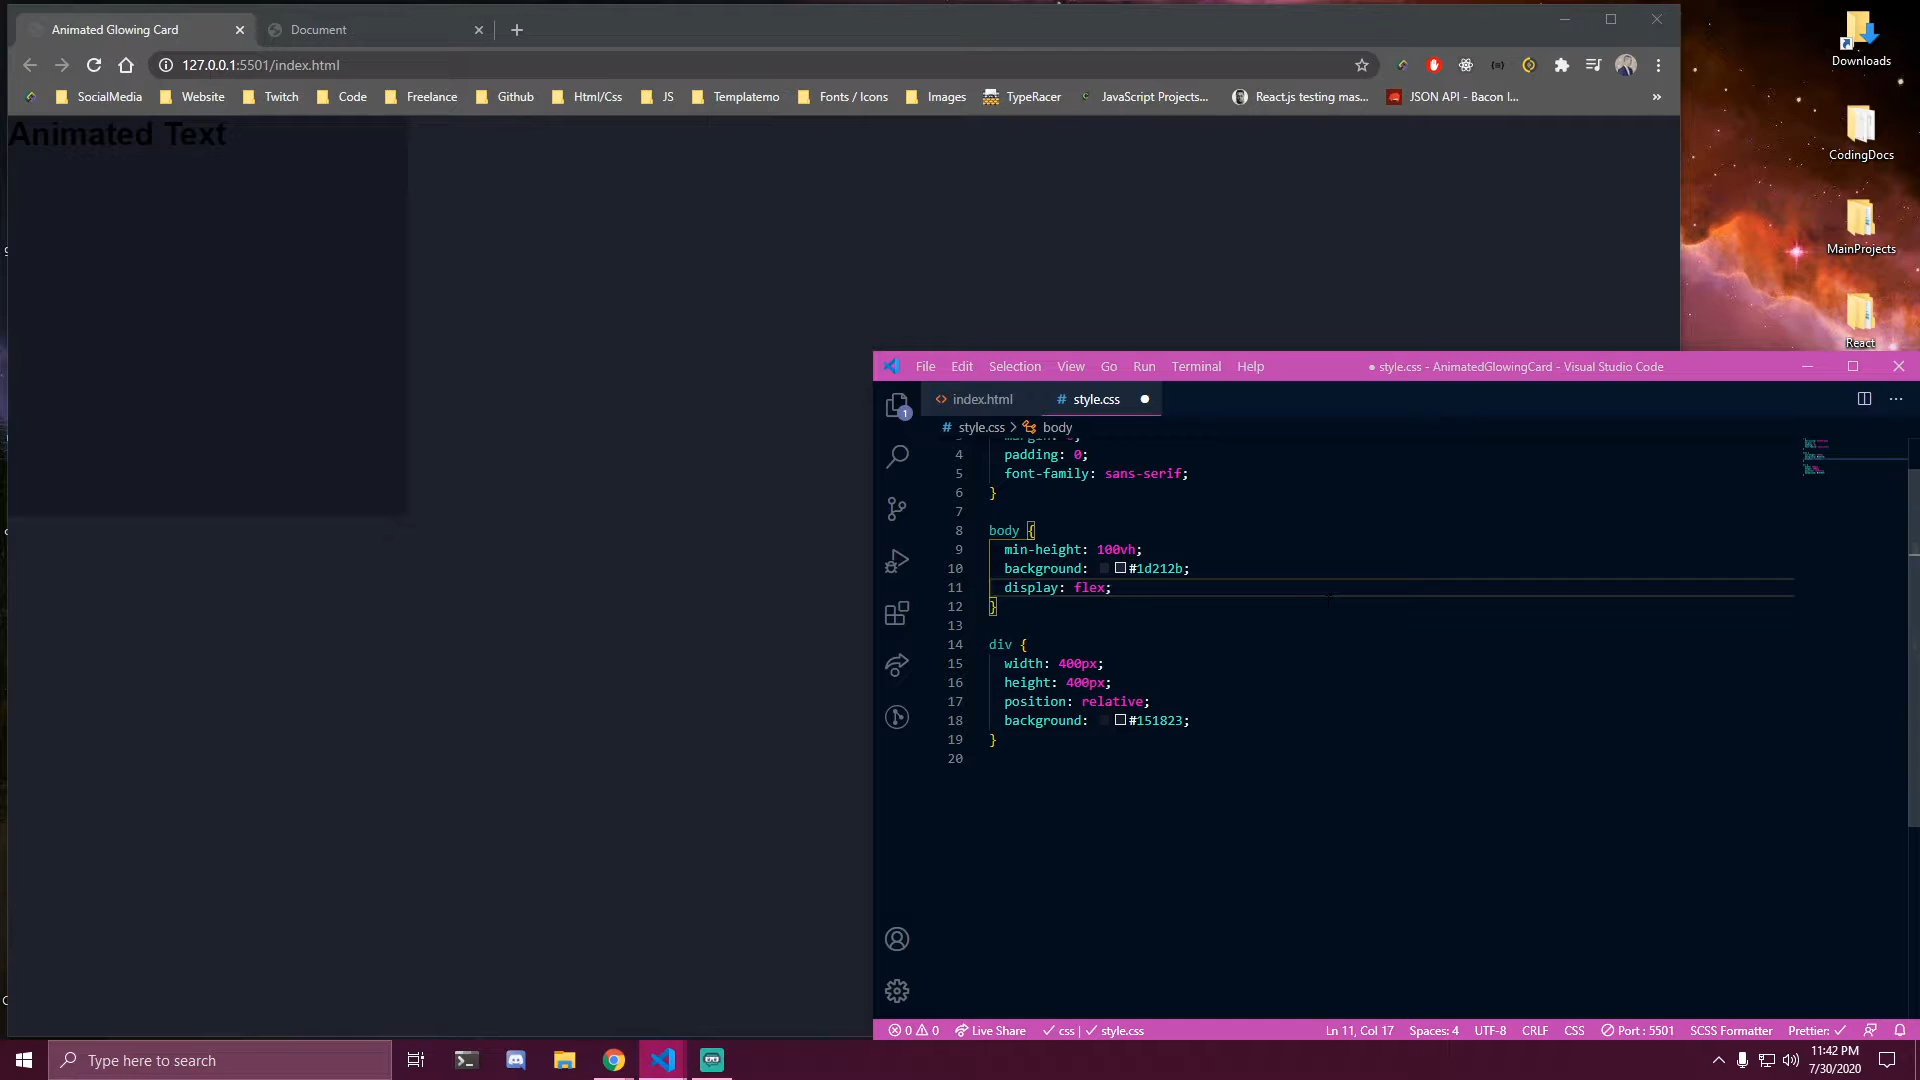 Animated Glowing Card
Document
127.0.0.1:5501/index.html
SocialMedia
Website
Twitch
Code
Freelance
Github
Html/Css
JS
Templatemo
Fonts / Icons
Images
TypeRacer
JavaScript Projects...
React.js testing mas...
JSON API - Bacon I...
»
Animated Text
Downloads
CodingDocs
MainProjects
React
File Edit Selection View Go Run Terminal Help
● style.css - AnimatedGlowingCard - Visual Studio Code
1
<> index.html
# style.css
# style.css > body
4 padding: 0;
5 font-family: sans-serif;
6 }
7
8 body {
9 min-height: 100vh;
10 background: #1d212b;
11 display: flex;
12 }
13
14 div {
15 width: 400px;
16 height: 400px;
17 position: relative;
18 background: #151823;
19 }
20
0 0 Live Share ✓ css | ✓ style.css
Ln 11, Col 17 Spaces: 4 UTF-8 CRLF CSS Port : 5501 SCSS Formatter Prettier: ✓
Type here to search
11:42 PM
7/30/2020